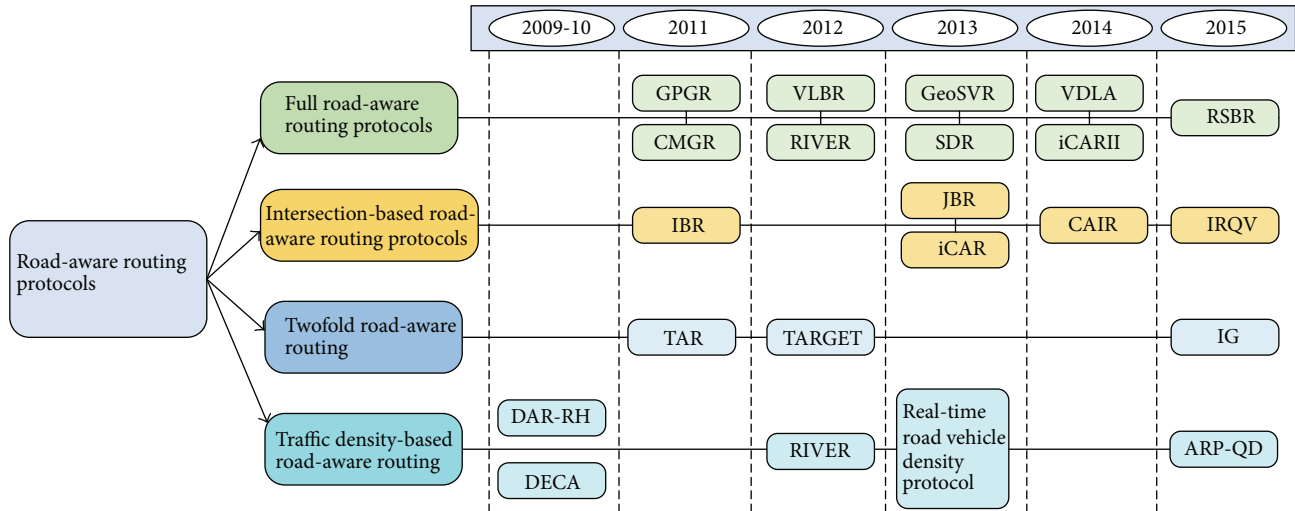 2009-10
2011
2012
2013
2014
2015
Full road-aware
routing protocols
GPGR
CMGR
VLBR
RIVER
GeoSVR
SDR
VDLA
iCARII
RSBR
Road-aware routing
protocols
Intersection-based road-
aware routing protocols
IBR
JBR
iCAR
CAIR
IRQV
Twofold road-aware
routing
TAR
TARGET
IG
Traffic density-based
road-aware routing
DAR-RH
DECA
RIVER
Real-time
road vehicle
density
protocol
ARP-QD